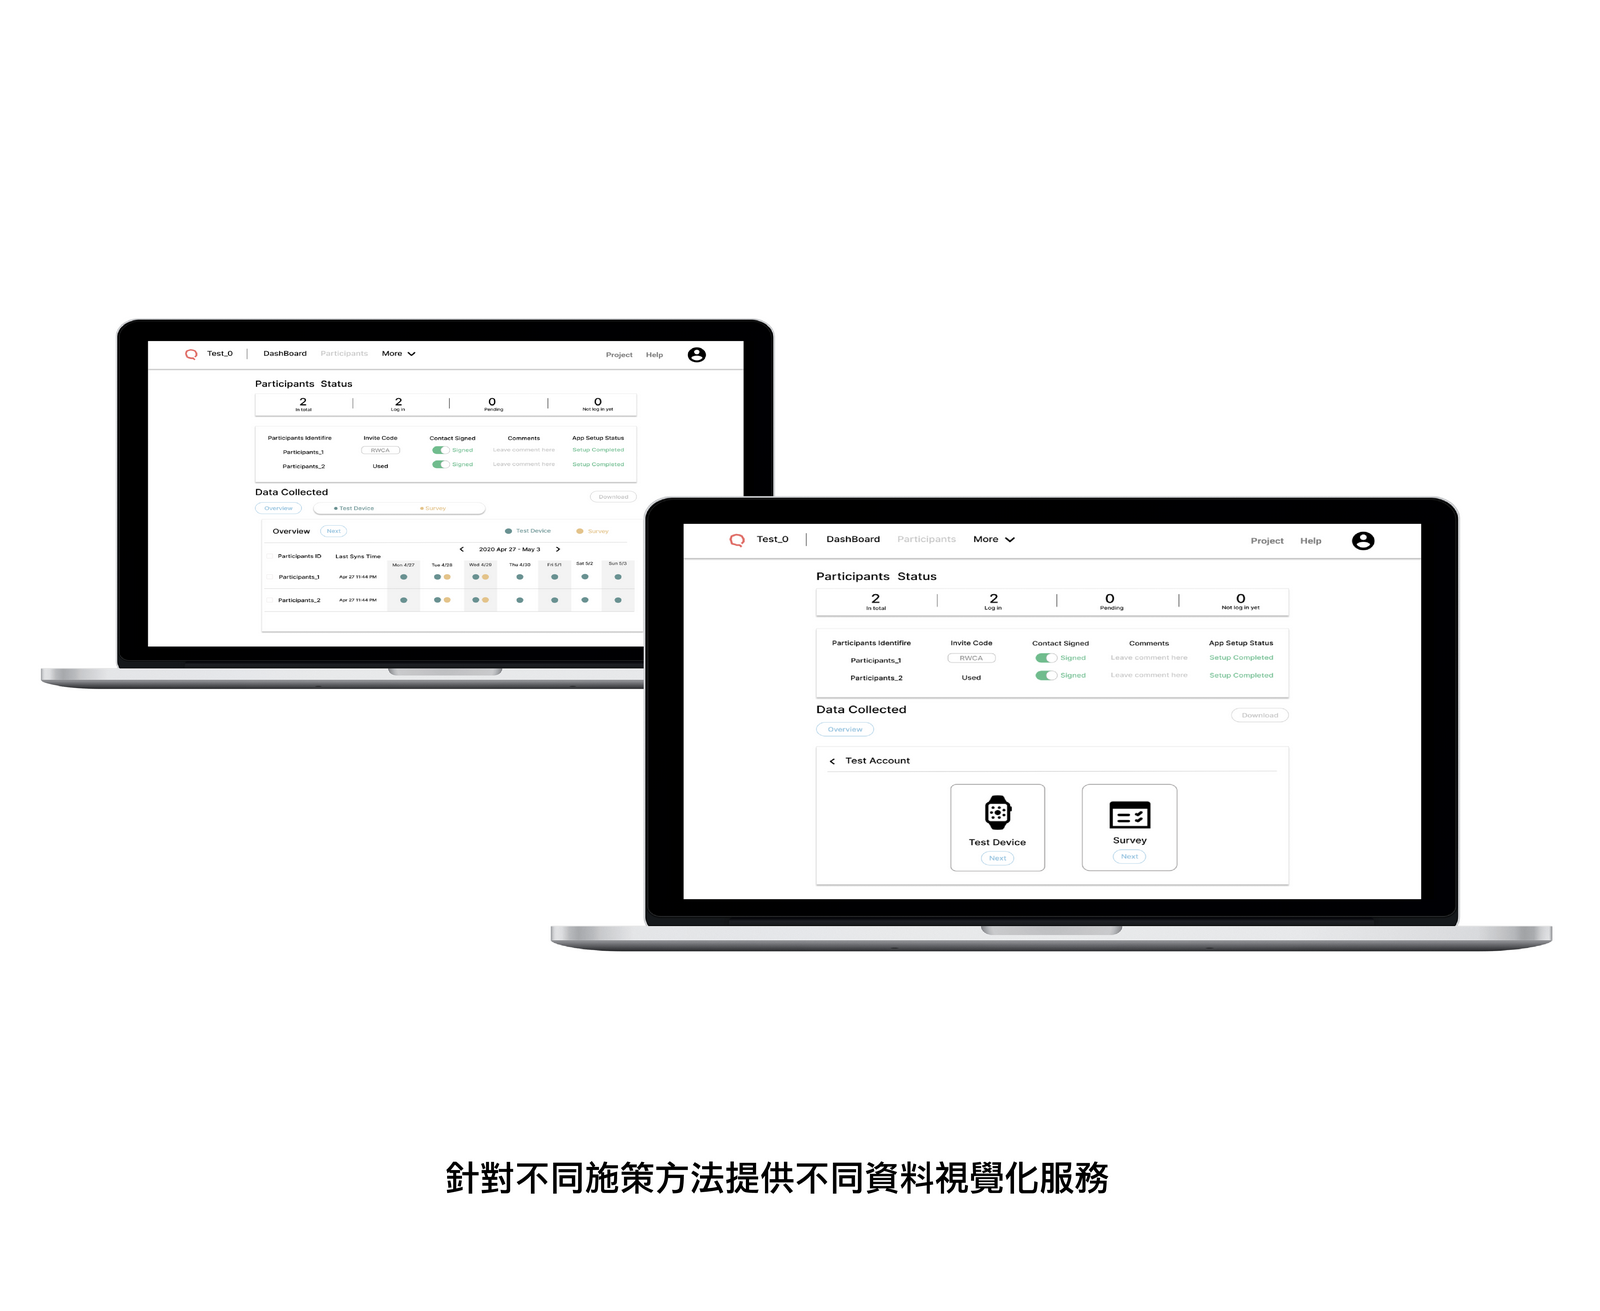 Test_0 | DashBoard Participants More Project Help
Participants Status
2 2 0 0
In total Log in Pending Not log in yet
Participants Identifire Invite Code Contact Signed Comments App Setup Status
Participants_1 RWCA Signed Leave comment here Setup Completed
Participants_2 Used Signed Leave comment here Setup Completed
Data Collected
Download
Overview Test Device Survey
Overview Next Test Device Survey
< 2020 Apr 27 - May 3 >
Participants ID Last Syns Time
Mon 4/27 Tue 4/28 Wed 4/28 Thu 4/30 Fri 5/1 Sat 5/2 Sun 5/2
Participants_1 Apr 27 11:44 PM
Participants_2 Apr 27 11:44 PM
Test_0 | DashBoard Participants More Project Help
Participants Status
2 2 0 0
In total Log in Pending Not log in yet
Participants Identifire Invite Code Contact Signed Comments App Setup Status
Participants_1 RWCA Signed Leave comment here Setup Completed
Participants_2 Used Signed Leave comment here Setup Completed
Data Collected
Download
Overview
< Test Account
Test Device Survey
Next Next
針對不同施策方法提供不同資料視覺化服務